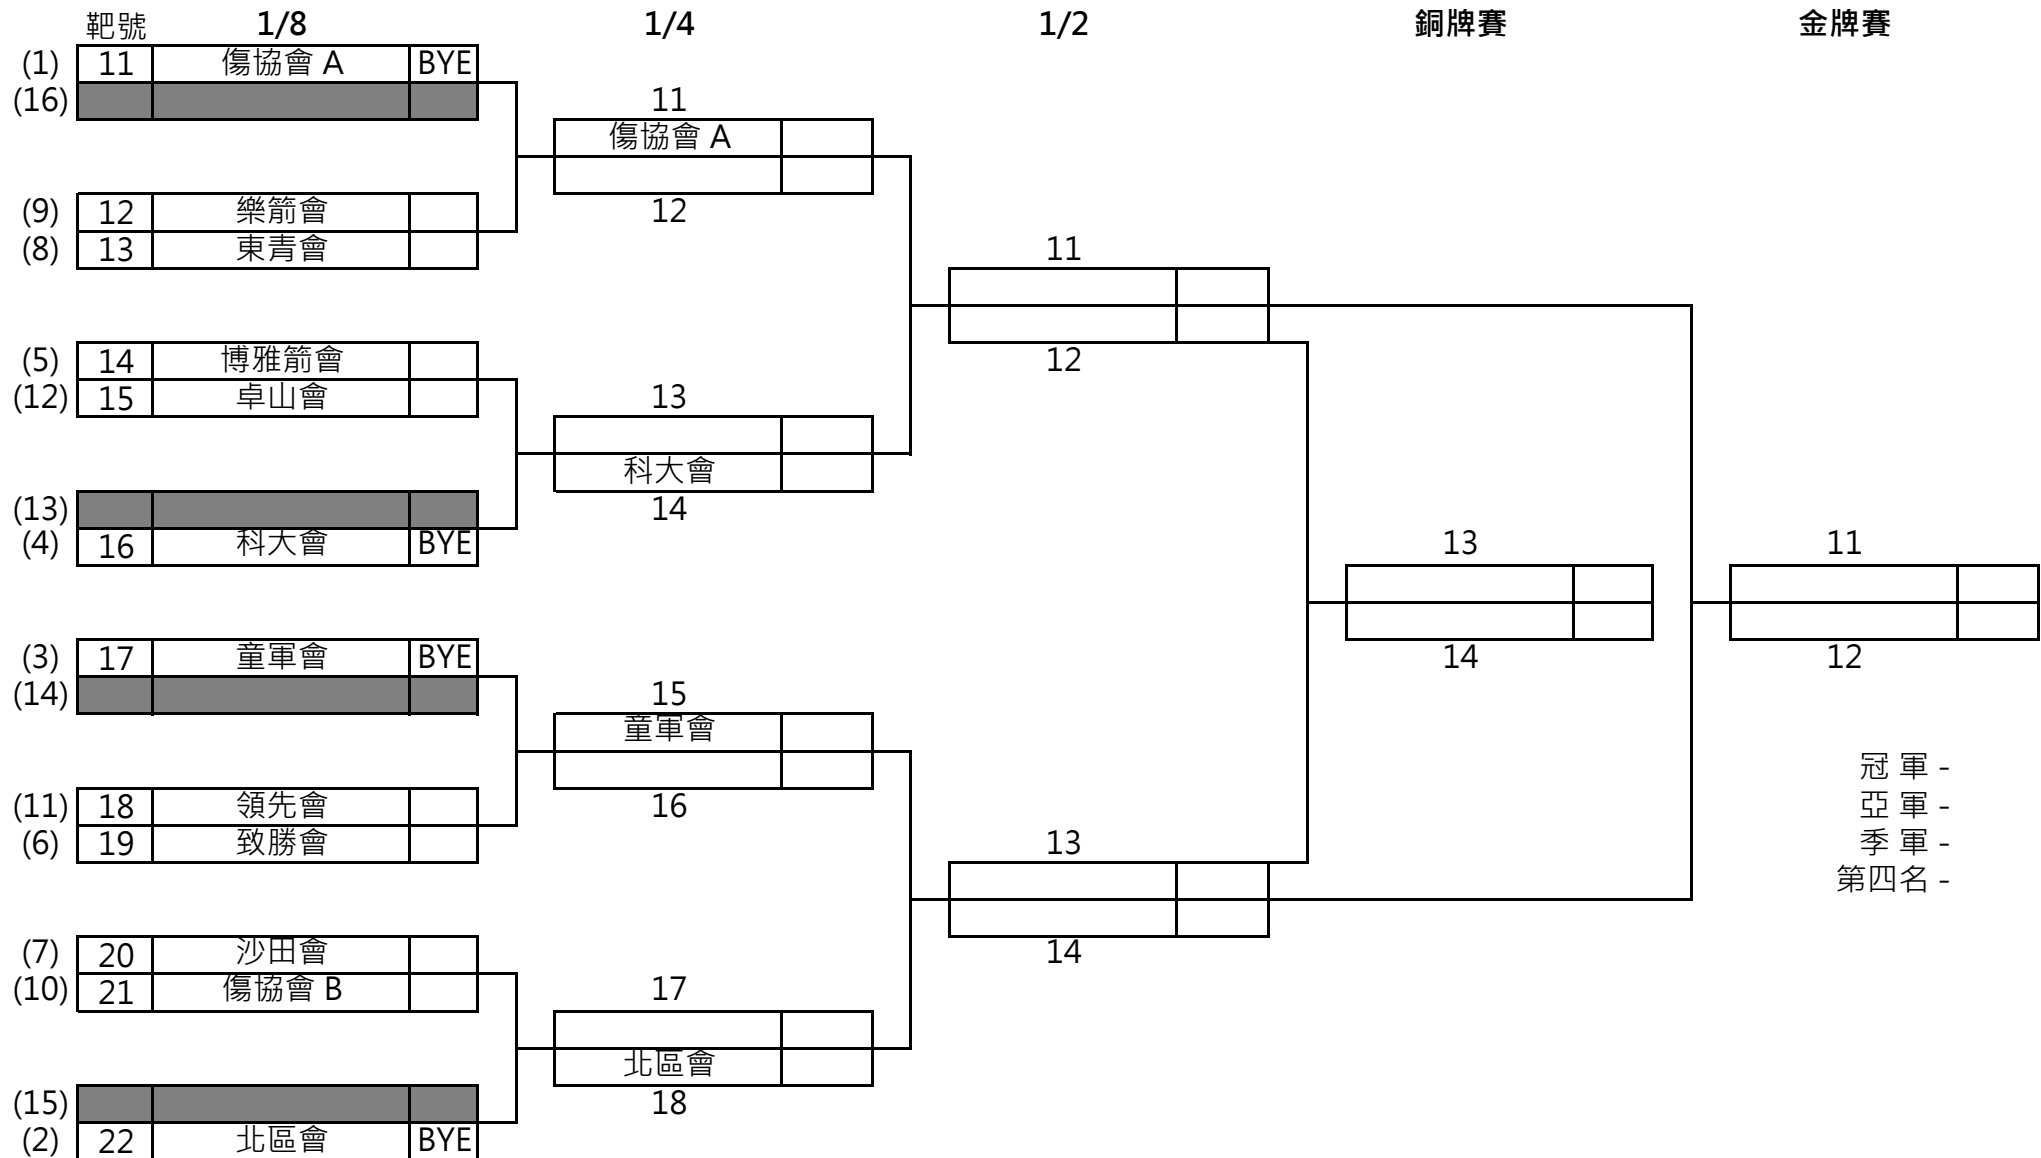 靶號 1/8 1/4 1/2 銅牌賽 金牌賽
(1) 11 傷協會 A BYE
(16) 11
傷協會 A
(9) 12 樂箭會 12
(8) 13 東青會 11
(5) 14 博雅箭會 12
(12) 15 卓山會 13
科大會
(13) 14
(4) 16 科大會 BYE 13 11
(3) 17 童軍會 BYE 14 12
(14) 15
童軍會
冠 軍 -
(11) 18 領先會 16 亞 軍 -
(6) 19 致勝會 13 季 軍 -
第四名 -
(7) 20 沙田會 14
(10) 21 傷協會 B 17
北區會
(15) 18
(2) 22 北區會 BYE